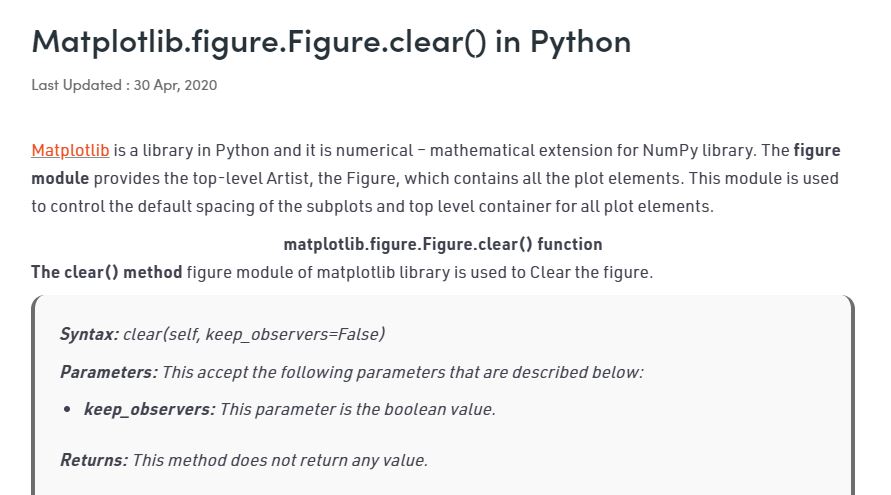 Matplotlib.figure.Figure.clear() in Python
Last Updated : 30 Apr, 2020
Matplotlib is a library in Python and it is numerical – mathematical extension for NumPy library. The figure
module provides the top-level Artist, the Figure, which contains all the plot elements. This module is used
to control the default spacing of the subplots and top level container for all plot elements.
matplotlib.figure.Figure.clear() function
The clear() method figure module of matplotlib library is used to Clear the figure.
Syntax: clear(self, keep_observers=False)
Parameters: This accept the following parameters that are described below:
• keep_observers: This parameter is the boolean value.
Returns: This method does not return any value.